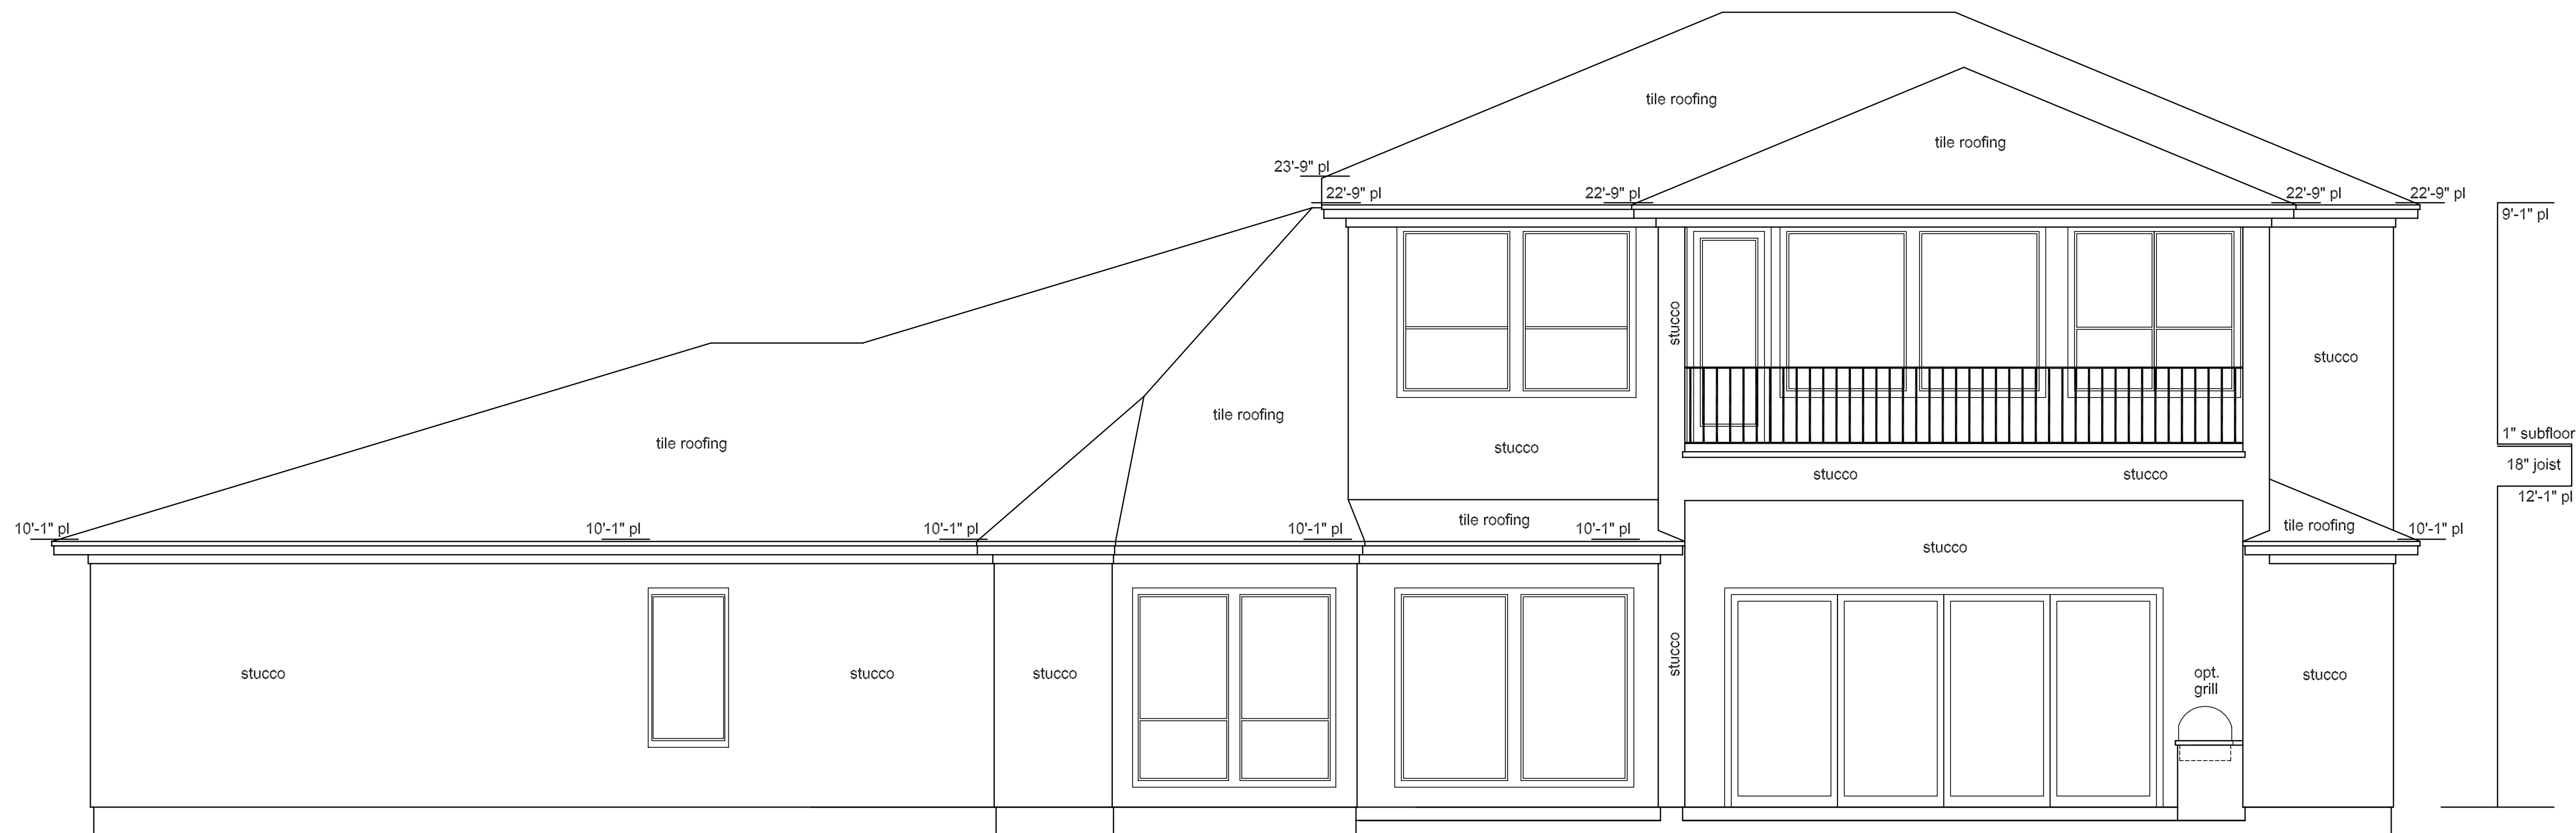 tile roofing
tile roofing
23'-9" pl
22'-9" pl
22'-9" pl
22'-9" pl
22'-9" pl
9'-1" pl
stucco
stucco
tile roofing
tile roofing
stucco
1" subfloor
18" joist
stucco
stucco
12'-1" pl
10'-1" pl
10'-1" pl
10'-1" pl
10'-1" pl
tile roofing
10'-1" pl
tile roofing
10'-1" pl
stucco
stucco
stucco
stucco
stucco
opt.
grill
stucco